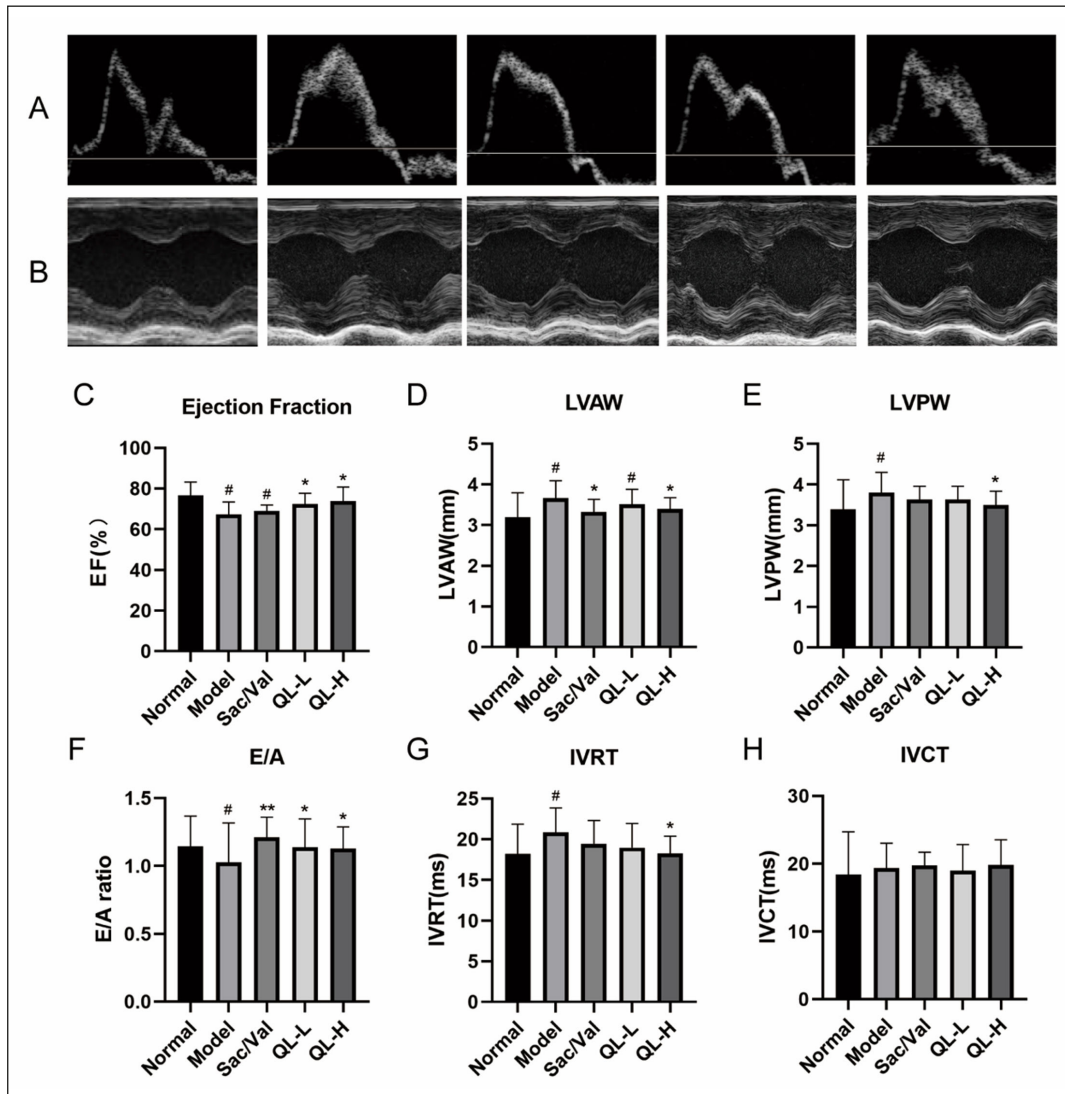 A
B
C
Ejection Fraction
EF(%）
100
80
60
40
20
0
# # * *
Normal Model Sac/Val QL-L QL-H
D
LVAW
LVAW(mm)
5
4
3
2
1
0
# * # *
Normal Model Sac/Val QL-L QL-H
E
LVPW
LVPW(mm)
5
4
3
2
1
0
# *
Normal Model Sac/Val QL-L QL-H
F
E/A
E/A ratio
1.5
1.0
0.5
0.0
# ** * *
Normal Model Sac/Val QL-L QL-H
G
IVRT
IVRT(ms)
25
20
15
10
5
0
# *
Normal Model Sac/Val QL-L QL-H
H
IVCT
IVCT(ms)
30
20
10
0
Normal Model Sac/Val QL-L QL-H